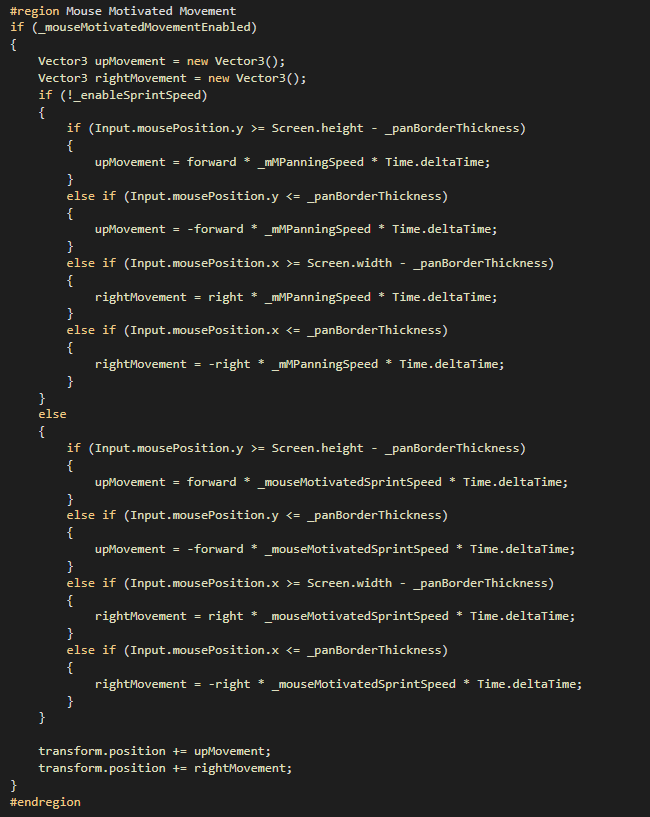 #region Mouse Motivated Movement
if (_mouseMotivatedMovementEnabled)
{
    Vector3 upMovement = new Vector3();
    Vector3 rightMovement = new Vector3();
    if (!_enableSprintSpeed)
    {
        if (Input.mousePosition.y >= Screen.height - _panBorderThickness)
        {
            upMovement = forward * _mMPanningSpeed * Time.deltaTime;
        }
        else if (Input.mousePosition.y <= _panBorderThickness)
        {
            upMovement = -forward * _mMPanningSpeed * Time.deltaTime;
        }
        else if (Input.mousePosition.x >= Screen.width - _panBorderThickness)
        {
            rightMovement = right * _mMPanningSpeed * Time.deltaTime;
        }
        else if (Input.mousePosition.x <= _panBorderThickness)
        {
            rightMovement = -right * _mMPanningSpeed * Time.deltaTime;
        }
    }
    else
    {
        if (Input.mousePosition.y >= Screen.height - _panBorderThickness)
        {
            upMovement = forward * _mouseMotivatedSprintSpeed * Time.deltaTime;
        }
        else if (Input.mousePosition.y <= _panBorderThickness)
        {
            upMovement = -forward * _mouseMotivatedSprintSpeed * Time.deltaTime;
        }
        else if (Input.mousePosition.x >= Screen.width - _panBorderThickness)
        {
            rightMovement = right * _mouseMotivatedSprintSpeed * Time.deltaTime;
        }
        else if (Input.mousePosition.x <= _panBorderThickness)
        {
            rightMovement = -right * _mouseMotivatedSprintSpeed * Time.deltaTime;
        }
    }

    transform.position += upMovement;
    transform.position += rightMovement;
}
#endregion